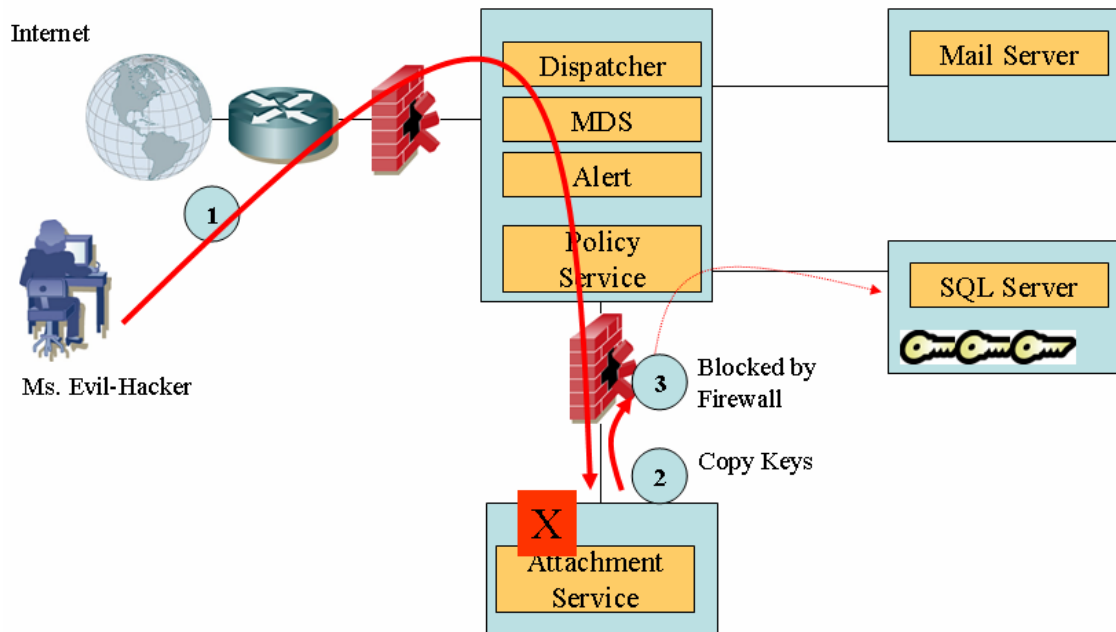 Internet
Dispatcher
MDS
Alert
Policy
Service
Mail Server
SQL Server
1
Ms. Evil-Hacker
3
Blocked by
Firewall
2
Copy Keys
X
Attachment
Service